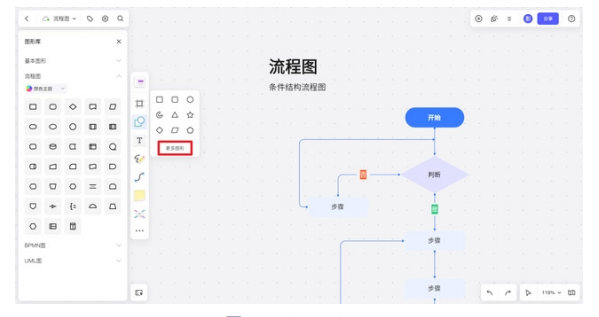 流程图
分享
图形库
基本图形
流程图
流程图
条件结构流程图
更多图形
开始
判断
否
步骤
步骤
步骤
BPMN图
UML图
118%